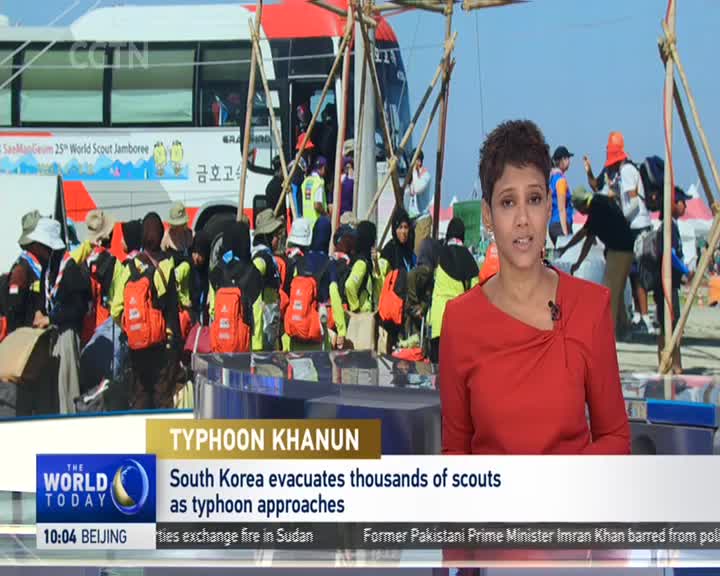 CGTN
SaeManGeum 25th World Scout Jamboree
금호고속
TYPHOON KHANUN
South Korea evacuates thousands of scouts
as typhoon approaches
THE
WORLD
TODAY
10:04 BEIJING
ties exchange fire in Sudan Former Pakistani Prime Minister Imran Khan barred from pol